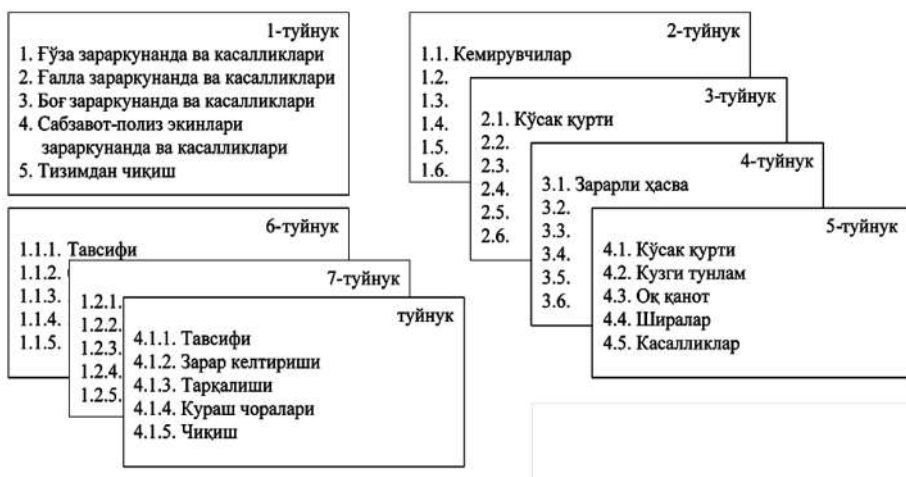 1-туйнук
1. Ғўза зараркунанда ва касалликлари
2. Ғалла зараркунанда ва касалликлари
3. Боғ зараркунанда ва касалликлари
4. Сабзавот-полиз экинлари
зараркунанда ва касалликлари
5. Тизимдан чиқиш
2-туйнук
1.1. Кемирувчилар
1.2.
1.3.
1.4.
1.5.
1.6.
3-туйнук
2.1. Кўсак қурти
2.2.
2.3.
2.4.
2.5.
2.6.
4-туйнук
3.1. Зарарли ҳасва
3.2.
3.3.
3.4.
3.5.
3.6.
5-туйнук
4.1. Кўсак қурти
4.2. Кузги тунлам
4.3. Оқ қанот
4.4. Ширалар
4.5. Касалликлар
6-туйнук
1.1.1. Тавсифи
1.1.2.
1.1.3.
1.1.4.
1.1.5.
7-туйнук
1.2.1.
1.2.2.
1.2.3.
1.2.4.
1.2.5.
туйнук
4.1.1. Тавсифи
4.1.2. Зарар келтириши
4.1.3. Тарқалиши
4.1.4. Кураш чоралари
4.1.5. Чиқиш